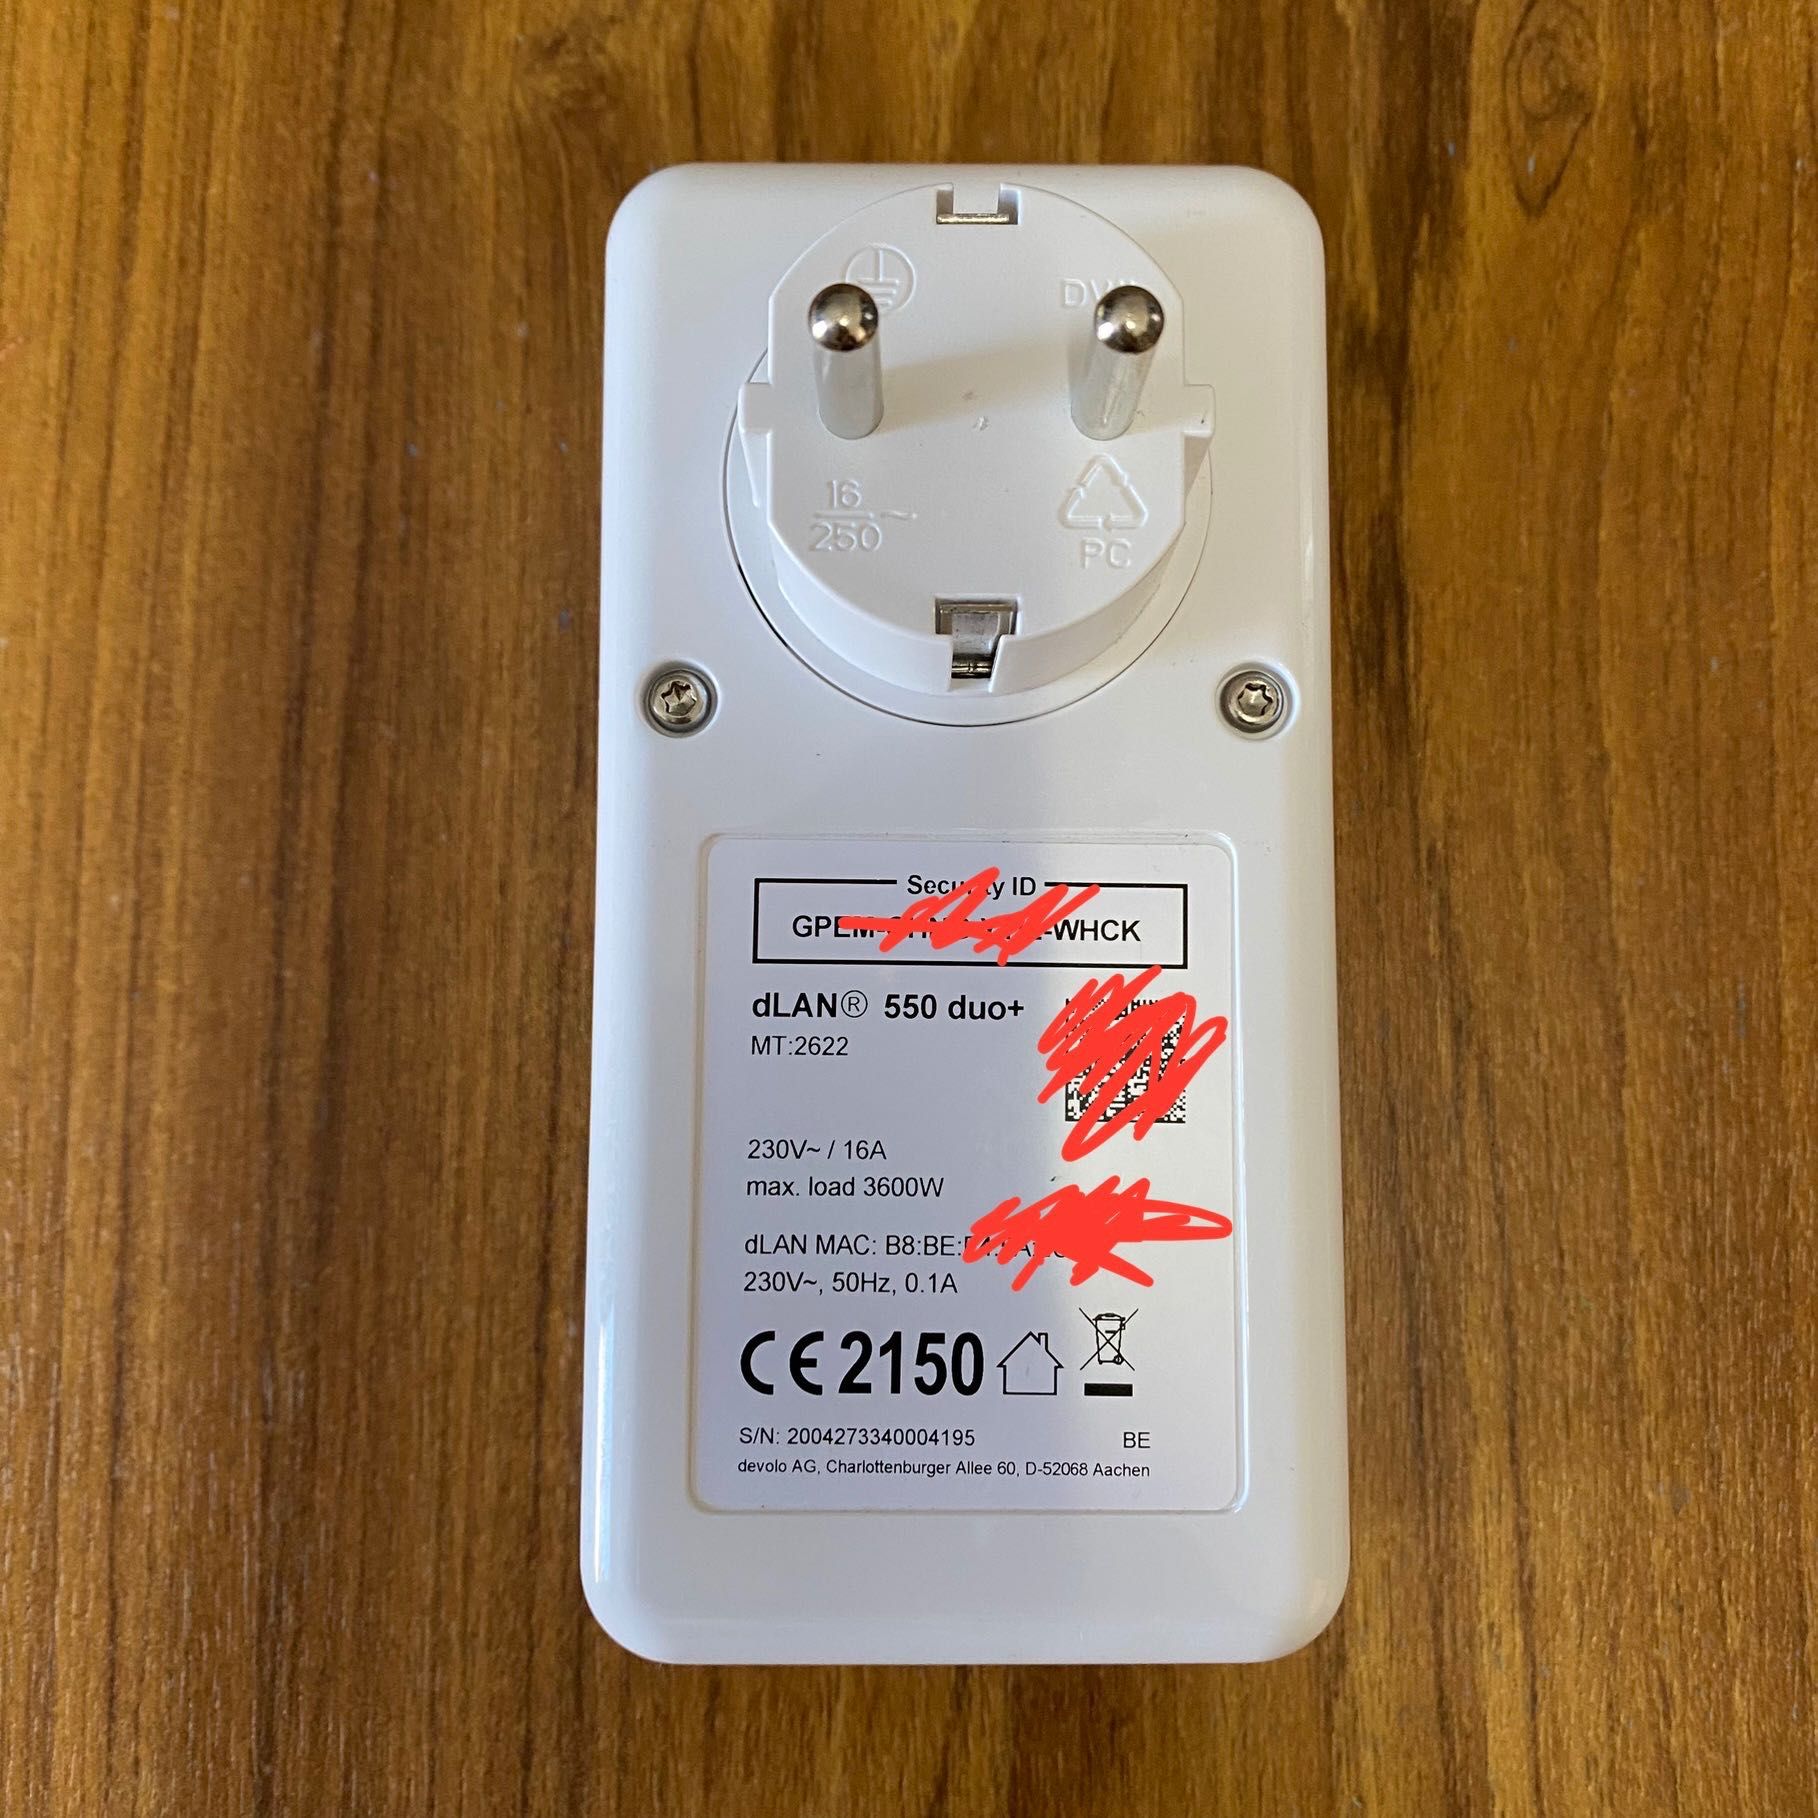 16
250~
PC
Security ID
-WHCK
dLAN® 550 duo+
MT:2622
230V~ / 16A
max. load 3600W
dLAN MAC: B8:BE:
230V~, 50Hz, 0.1A
CE 2150
S/N: 2004273340004195 BE
devolo AG, Charlottenburger Allee 60, D-52068 Aachen